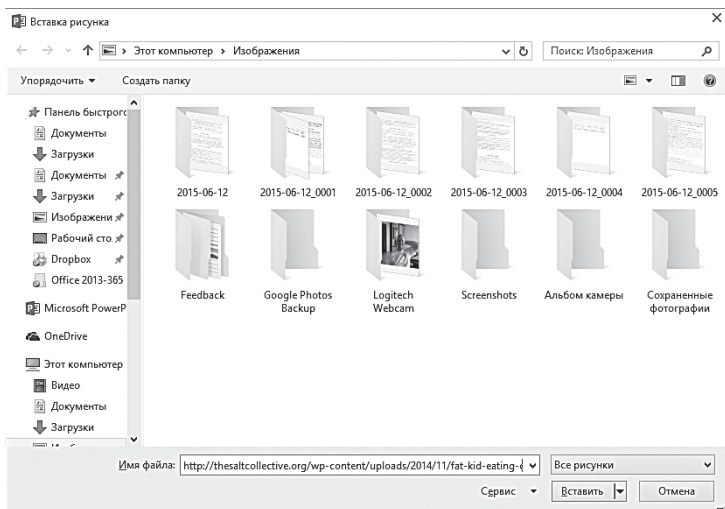 Вставка рисунка
Этот компьютер > Изображения
Поиск: Изображения
Упорядочить
Создать папку
Панель быстрог
Документы
Загрузки
Документы
Загрузки
Изображени
Рабочий сто.
Dropbox
Office 2013-365
Microsoft PowerP
OneDrive
Этот компьютер
Видео
Документы
Загрузки
2015-06-12
2015-06-12_0001
2015-06-12_0002
2015-06-12_0003
2015-06-12_0004
2015-06-12_0005
Feedback
Google Photos
Backup
Logitech
Webcam
Screenshots
Альбом камеры
Сохраненные
фотографии
Имя файла:
http://thesaltcollective.org/wp-content/uploads/2014/11/fat-kid-eating-
Все рисунки
Сервис
Вставить
Отмена